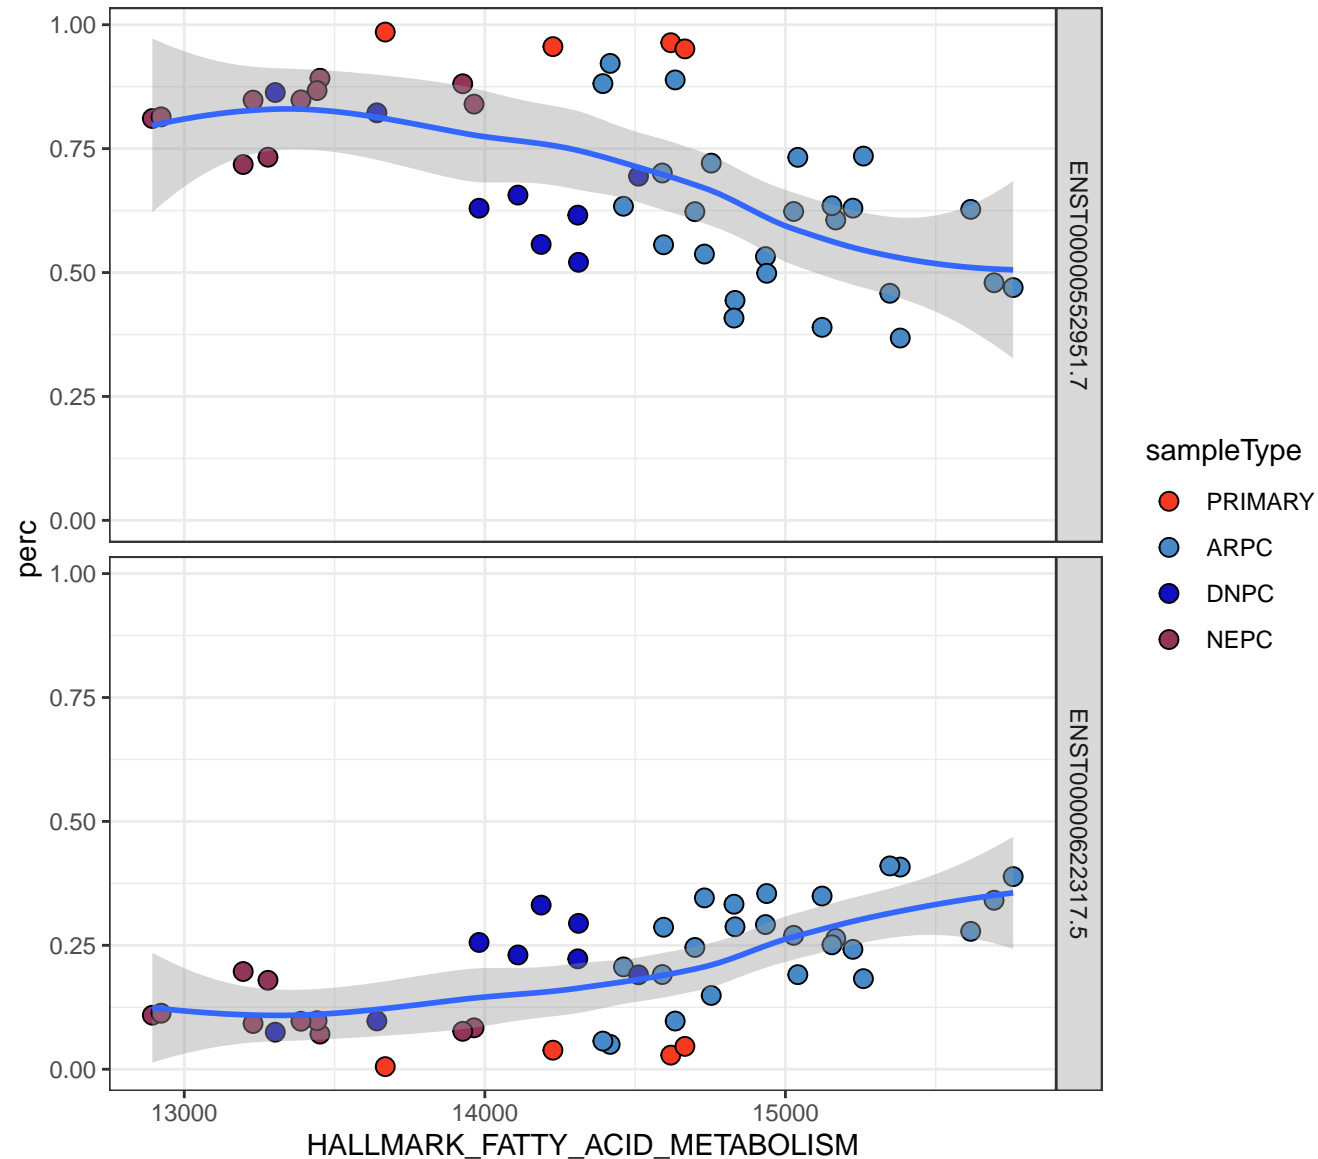 1.00
0.75
0.50
0.25
0.00
ENST00000552951.7
1.00
0.75
0.50
0.25
0.00
ENST00000622317.5
perc
13000
14000
15000
HALLMARK_FATTY_ACID_METABOLISM
sampleType
PRIMARY
ARPC
DNPC
NEPC